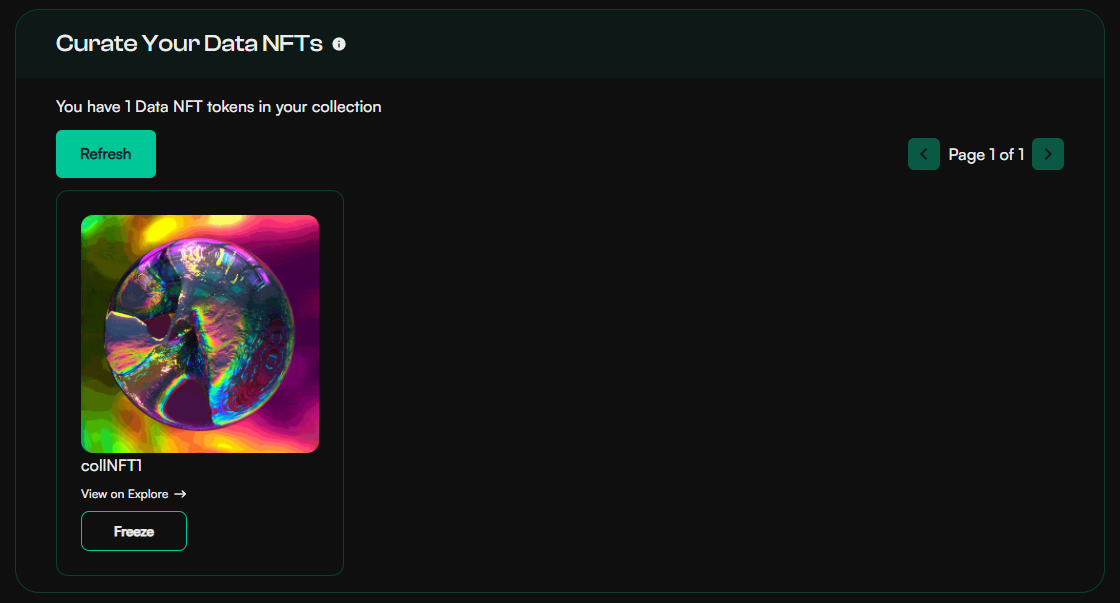 Curate Your Data NFTs
You have 1 Data NFT tokens in your collection
Refresh
Page 1 of 1
collNFT1
View on Explore →
Freeze